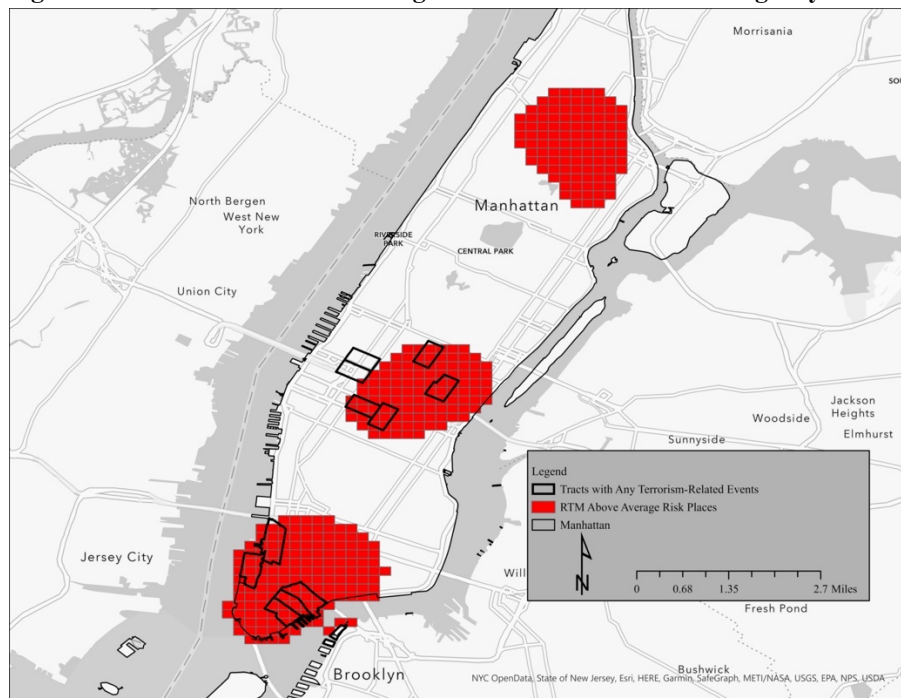 Morrisania
SOU
North Bergen
West New
York
Manhattan
RIVERSIDE
PARK
CENTRAL PARK
Union City
Jackson
Heights
Woodside
Elmhurst
Sunnyside
Legend
Tracts with Any Terrorism-Related Events
RTM Above Average Risk Places
Manhattan
N
0 0.68 1.35 2.7 Miles
Jersey City
Will
Fresh Pond
Brooklyn
Bushwick
NYC OpenData, State of New Jersey, Esri, HERE, Garmin, SafeGraph, METI/NASA, USGS, EPA, NPS, USDA